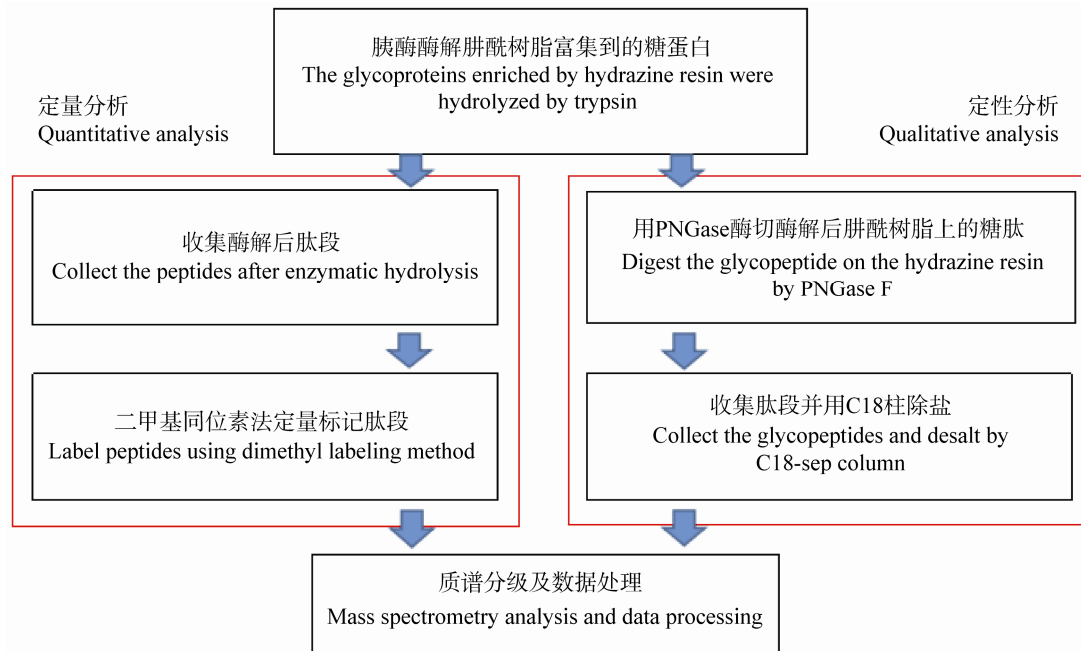 胰酶酶解肼酰树脂富集到的糖蛋白
The glycoproteins enriched by hydrazine resin were
hydrolyzed by trypsin
定量分析
Quantitative analysis
定性分析
Qualitative analysis
收集酶解后肽段
Collect the peptides after enzymatic hydrolysis
二甲基同位素法定量标记肽段
Label peptides using dimethyl labeling method
用PNGase酶切酶解后肼酰树脂上的糖肽
Digest the glycopeptide on the hydrazine resin
by PNGase F
收集肽段并用C18柱除盐
Collect the glycopeptides and desalt by
C18-sep column
质谱分级及数据处理
Mass spectrometry analysis and data processing